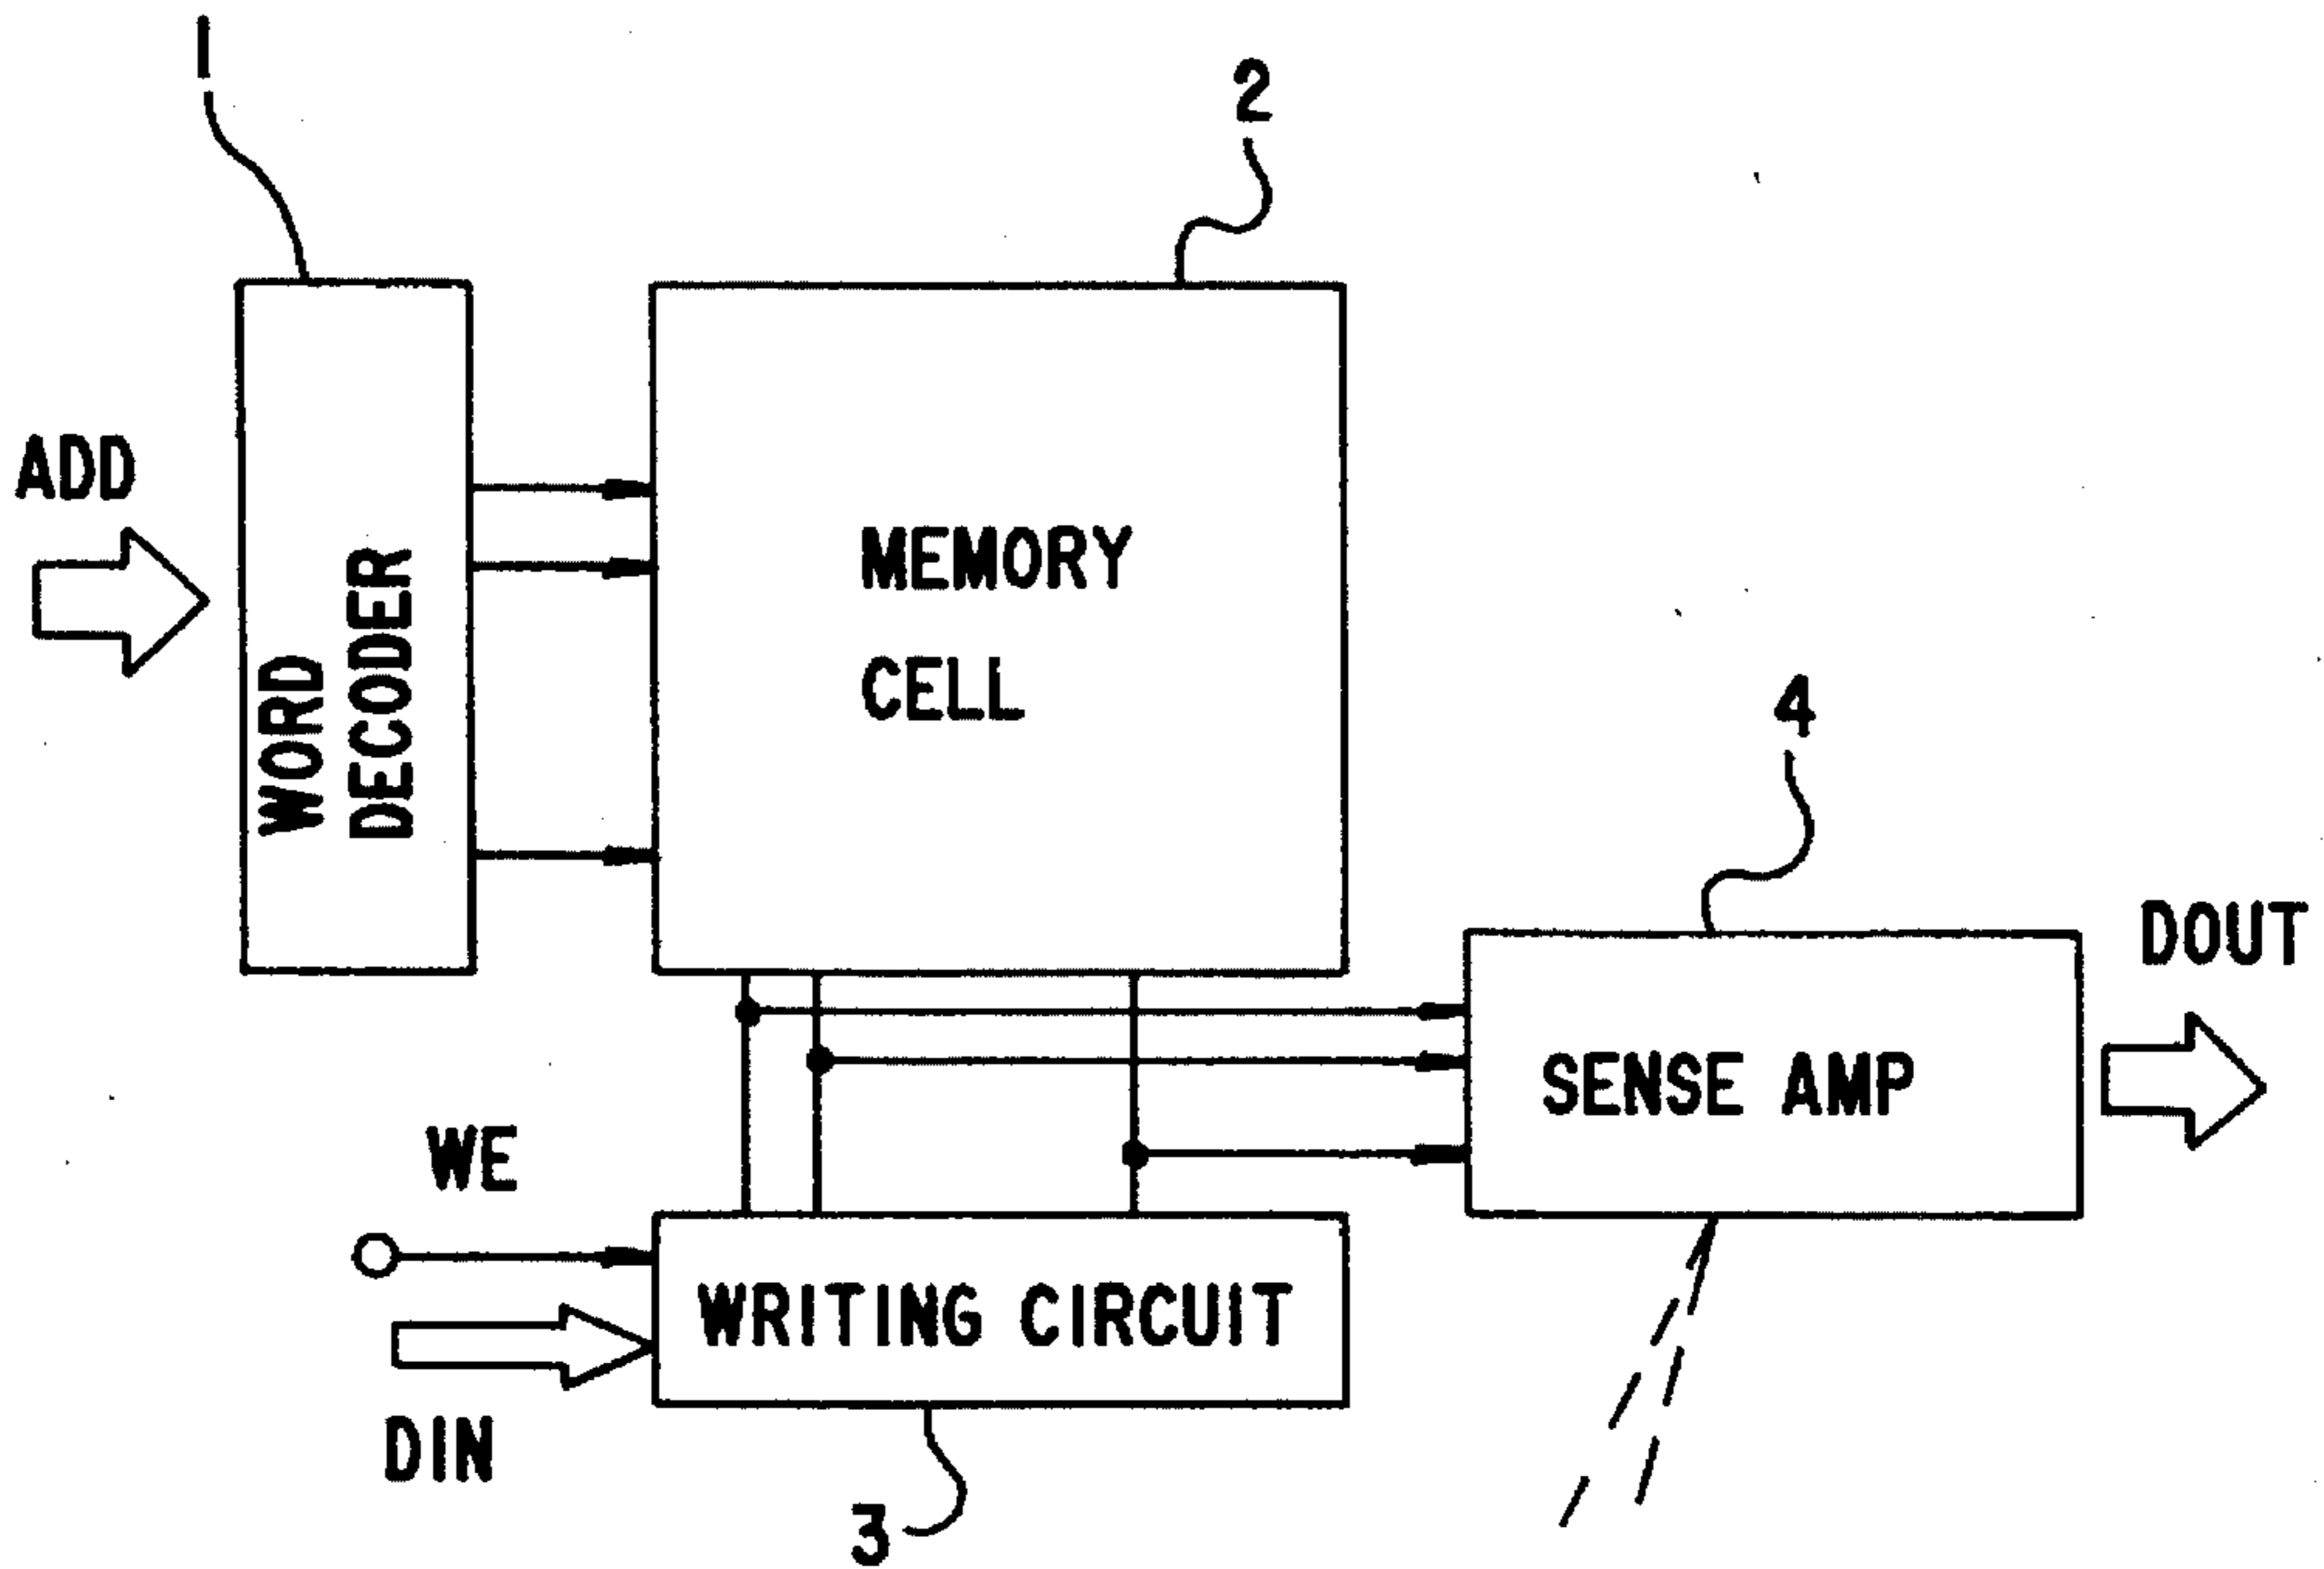 1
2
ADD
WORD
DECODER
MEMORY
CELL
4
DOUT
SENSE AMP
WE
WRITING CIRCUIT
DIN
3